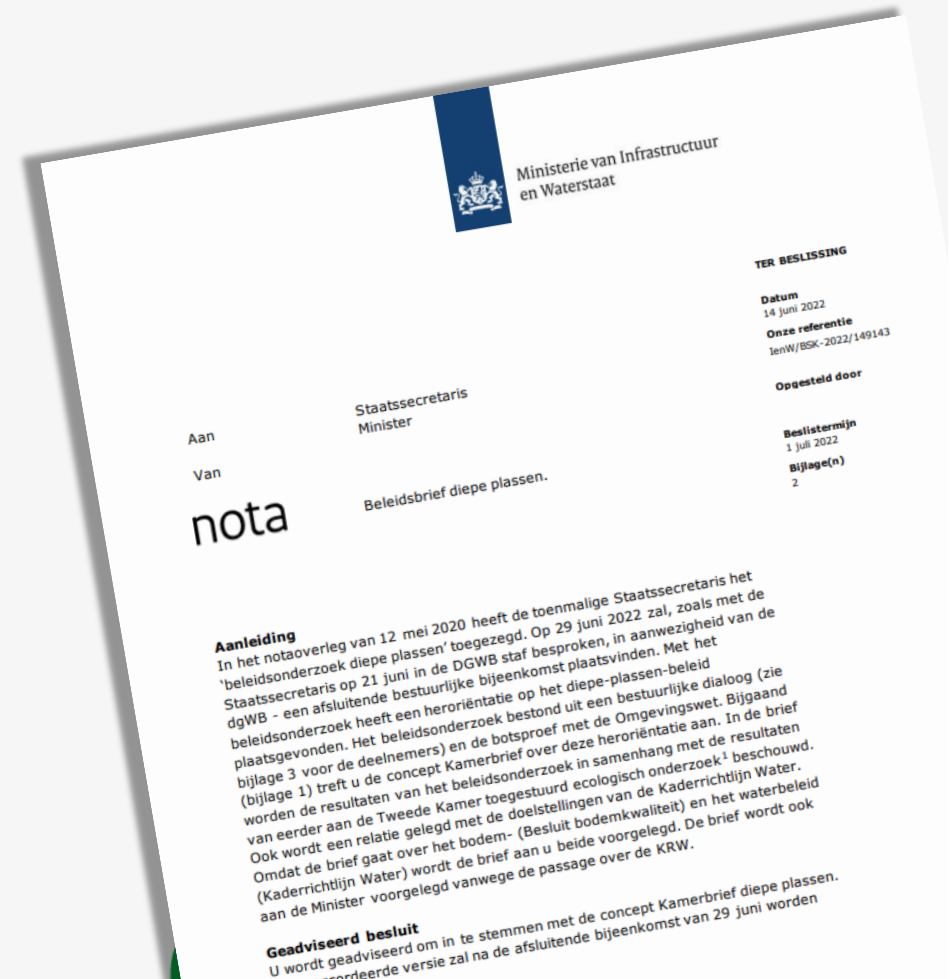 Ministerie van Infrastructuur
en Waterstaat
TER BESLISSING
Datum
14 juni 2022
Onze referentie
IenW/BSK-2022/149143
Opgesteld door
Beslistermijn
1 juli 2022
Bijlage(n)
2
Aan
Staatssecretaris
Minister
Van
nota
Beleidsbrief diepe plassen.
Aanleiding
In het notaoverleg van 12 mei 2020 heeft de toenmalige Staatssecretaris het
'beleidsonderzoek diepe plassen' toegezegd. Op 29 juni 2022 zal, zoals met de
Staatssecretaris op 21 juni in de DGWB staf besproken, in aanwezigheid van de
dgWB - een afsluitende bestuurlijke bijeenkomst plaatsvinden. Met het
beleidsonderzoek heeft een heroriëntatie op het diepe-plassen-beleid
plaatsgevonden. Het beleidsonderzoek bestond uit een bestuurlijke dialoog (zie
bijlage 3 voor de deelnemers) en de botsproef met de Omgevingswet. Bijgaand
(bijlage 1) treft u de concept Kamerbrief over deze heroriëntatie aan. In de brief
worden de resultaten van het beleidsonderzoek in samenhang met de resultaten
van eerder aan de Tweede Kamer toegestuurd ecologisch onderzoek¹ beschouwd.
Ook wordt een relatie gelegd met de doelstellingen van de Kaderrichtlijn Water.
Omdat de brief gaat over het bodem- (Besluit bodemkwaliteit) en het waterbeleid
(Kaderrichtlijn Water) wordt de brief aan u beide voorgelegd. De brief wordt ook
aan de Minister voorgelegd vanwege de passage over de KRW.
Geadviseerd besluit
U wordt geadviseerd om in te stemmen met de concept Kamerbrief diepe plassen.
versie zal na de afsluitende bijeenkomst van 29 juni worden